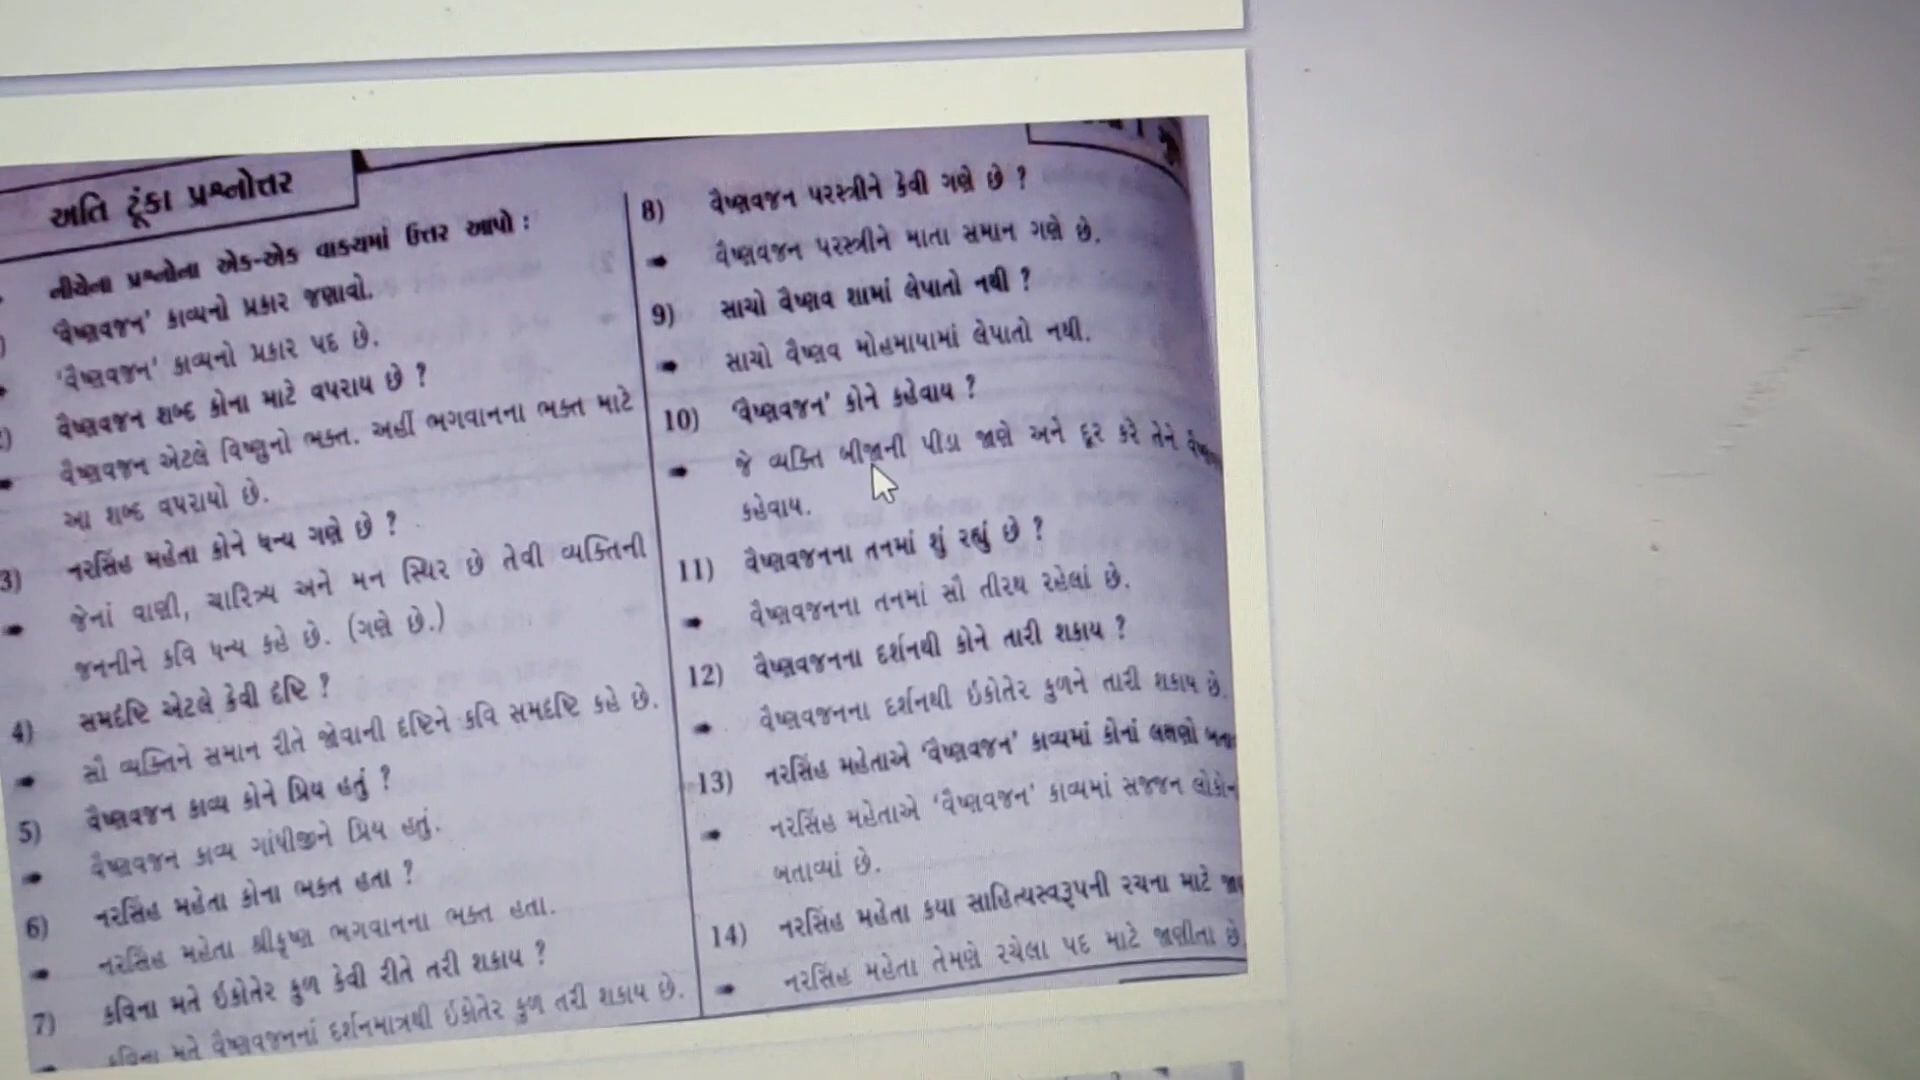 અતિ ટૂંકા પ્રશ્નોત્તર
નીચેના પ્રશ્નોના એક-એક વાક્યમાં ઉત્તર આપો :
'વૈષ્ણવજન' કાવ્યનો પ્રકાર જણાવો.
'વૈષ્ણવજન' કાવ્યનો પ્રકાર પદ છે.
વૈષ્ણવજન શબ્દ કોના માટે વપરાય છે ?
વૈષ્ણવજન એટલે વિષ્ણુનો ભક્ત. અહીં ભગવાનના ભક્ત માટે
આ શબ્દ વપરાયો છે.
3) નરસિંહ મહેતા કોને ધન્ય ગણે છે ?
જેનાં વાણી, ચારિત્ર્ય અને મન સ્થિર છે તેવી વ્યક્તિની
જનનીને કવિ ધન્ય કહે છે. (ગણે છે.)
4) સમદૃષ્ટિ એટલે કેવી દૃષ્ટિ ?
સૌ વ્યક્તિને સમાન રીતે જોવાની દૃષ્ટિને કવિ સમદૃષ્ટિ કહે છે.
5) વૈષ્ણવજન કાવ્ય કોને પ્રિય હતું ?
વૈષ્ણવજન કાવ્ય ગાંધીજીને પ્રિય હતું.
6) નરસિંહ મહેતા કોના ભક્ત હતા ?
નરસિંહ મહેતા શ્રીકૃષ્ણ ભગવાનના ભક્ત હતા.
7) કવિના મતે ઇકોતેર કુળ કેવી રીતે તરી શકાય ?
કવિના મતે વૈષ્ણવજનનાં દર્શનમાત્રથી ઇકોતેર કુળ તરી શકાય છે.
8) વૈષ્ણવજન પરસ્ત્રીને કેવી ગણે છે ?
વૈષ્ણવજન પરસ્ત્રીને માતા સમાન ગણે છે.
9) સાચો વૈષ્ણવ શામાં લેપાતો નથી ?
સાચો વૈષ્ણવ મોહમાયામાં લેપાતો નથી.
10) 'વૈષ્ણવજન' કોને કહેવાય ?
જે વ્યક્તિ બીજાની પીડા જાણે અને દૂર કરે તેને
કહેવાય.
11) વૈષ્ણવજનના તનમાં શું રહ્યું છે ?
વૈષ્ણવજનના તનમાં સૌ તીરથ રહેલાં છે.
12) વૈષ્ણવજનના દર્શનથી કોને તારી શકાય ?
વૈષ્ણવજનના દર્શનથી ઇકોતેર કુળને તારી શકાય છે.
13) નરસિંહ મહેતાએ 'વૈષ્ણવજન' કાવ્યમાં કોનાં લક્ષણો
નરસિંહ મહેતાએ 'વૈષ્ણવજન' કાવ્યમાં સજ્જન
બતાવ્યાં છે.
14) નરસિંહ મહેતા કયા સાહિત્યસ્વરૂપની રચના માટે
નરસિંહ મહેતા તેમણે રચેલા પદ માટે જાણીતા છે